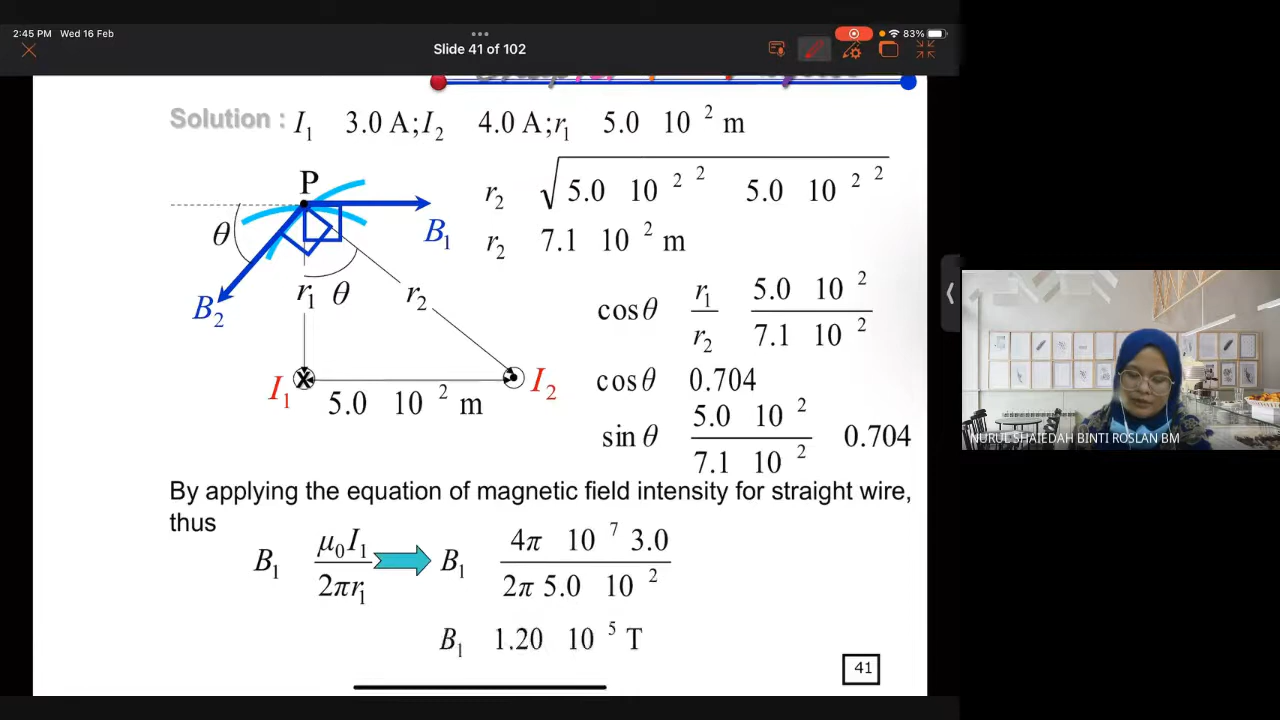 2:45 PM Wed 16 Feb
83%
Slide 41 of 102
Solution : I₁ 3.0 A; I₂ 4.0 A; r₁ 5.0 10 ² m
P
r₂ √ 5.0 10 ² ² 5.0 10 ² ²
θ
B₁
r₂ 7.1 10 ² m
B₂
r₁ θ
r₂
cosθ r₁ / r₂ 5.0 10 ² / 7.1 10 ²
I₁
I₂
5.0 10 ² m
cosθ 0.704
sinθ 5.0 10 ² / 7.1 10 ² 0.704
By applying the equation of magnetic field intensity for straight wire,
thus
B₁ μ₀I₁ / 2πr₁ B₁ 4π 10 ⁷ 3.0 / 2π 5.0 10 ²
B₁ 1.20 10 ⁵ T
41
NURUL SHAIEDAH BINTI ROSLAN BM